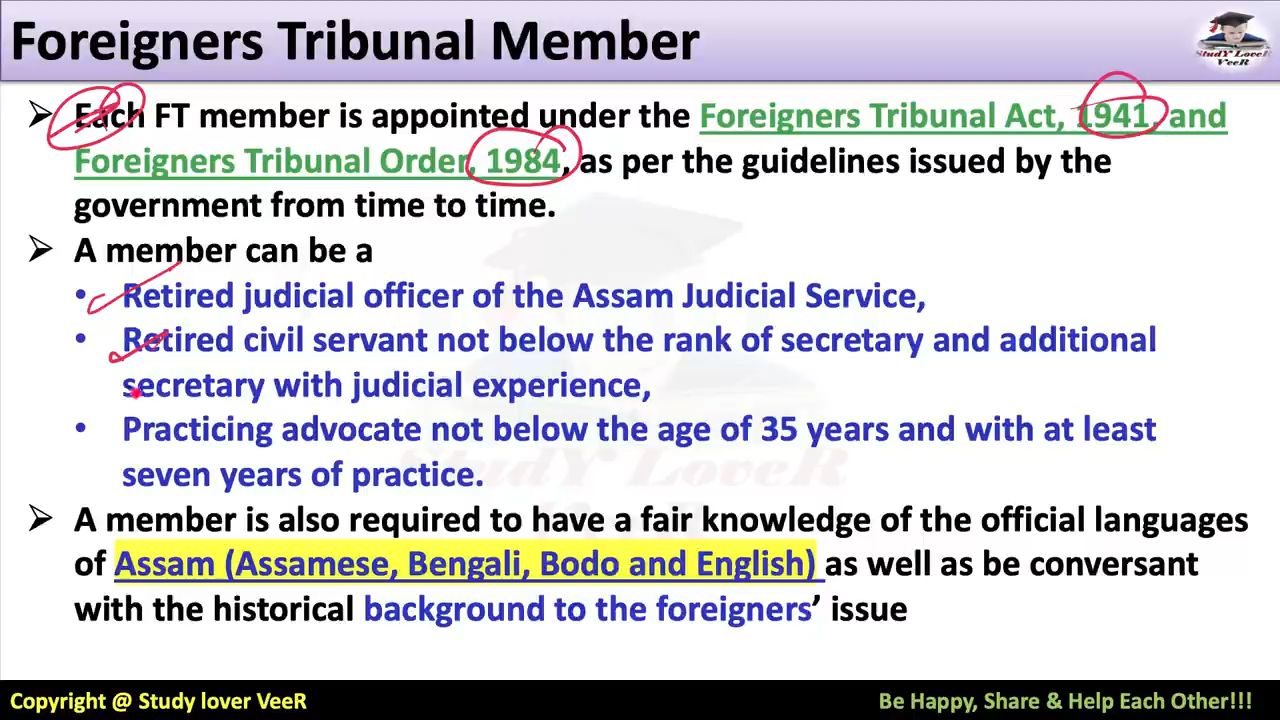 Foreigners Tribunal Member
StudY LoveR
VeeR
➢ Each FT member is appointed under the Foreigners Tribunal Act, 1941, and
Foreigners Tribunal Order, 1984, as per the guidelines issued by the
government from time to time.
➢ A member can be a
• Retired judicial officer of the Assam Judicial Service,
• Retired civil servant not below the rank of secretary and additional
secretary with judicial experience,
• Practicing advocate not below the age of 35 years and with at least
seven years of practice.
StudY LoveR
VeeR
➢ A member is also required to have a fair knowledge of the official languages
of Assam (Assamese, Bengali, Bodo and English) as well as be conversant
with the historical background to the foreigners’ issue
Copyright @ Study lover VeeR
Be Happy, Share & Help Each Other!!!